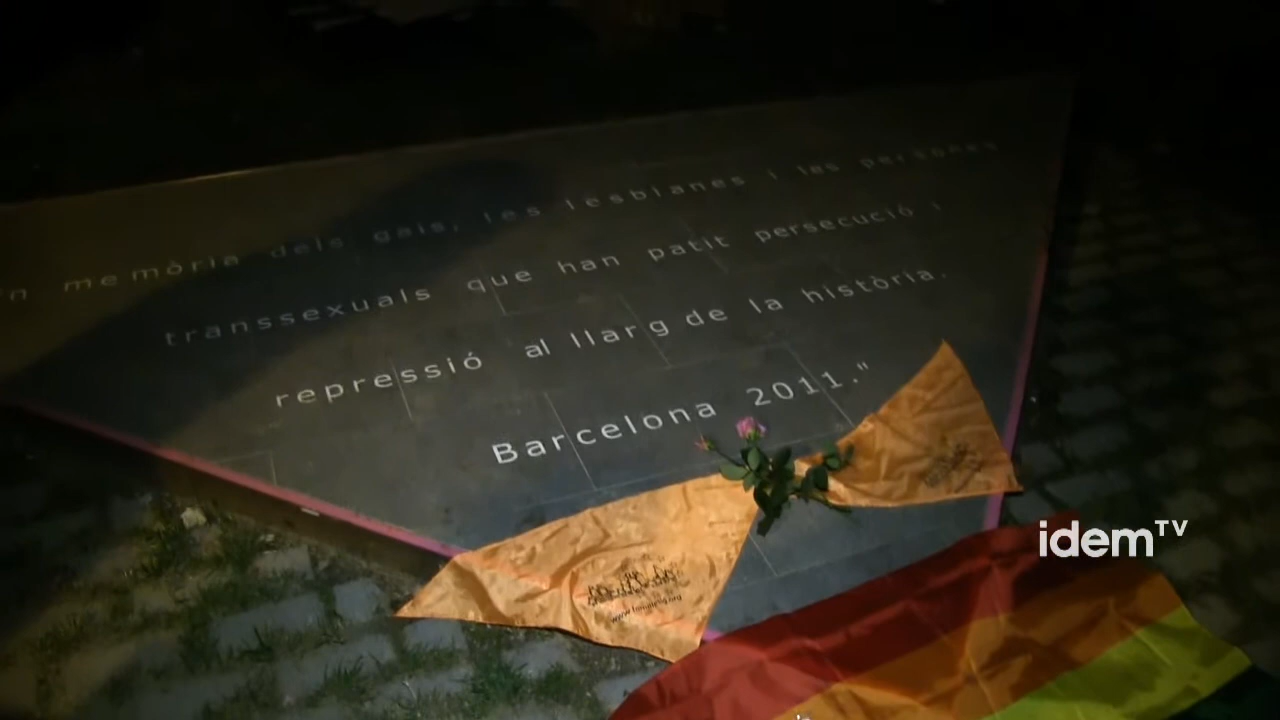 'n memòria dels gais, les lesbianes i les persones
transsexuals que han patit persecució i
repressió al llarg de la història.
Barcelona 2011."
idemTV